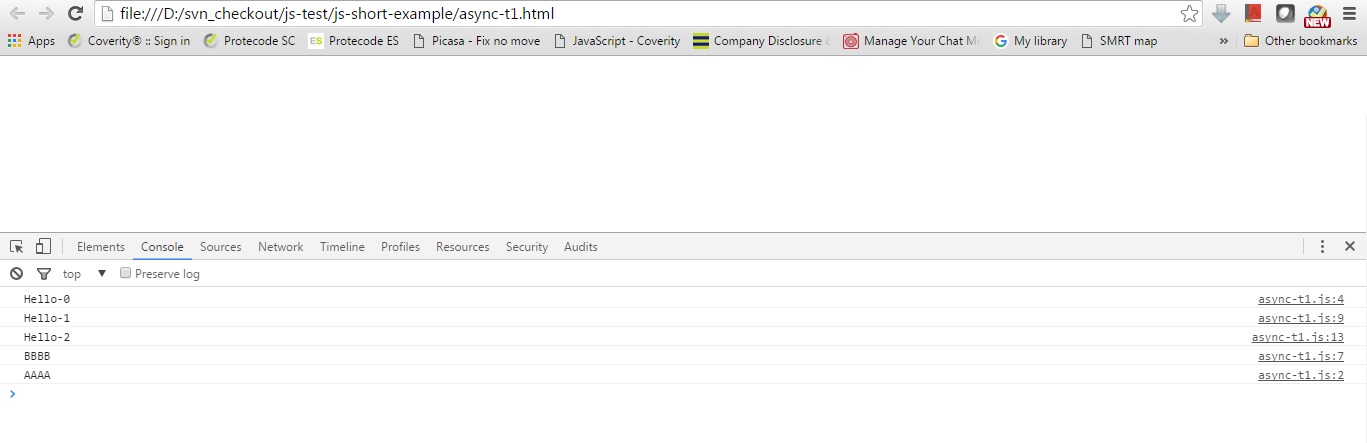 file:///D:/svn_checkout/js-test/js-short-example/async-t1.html
NEW
Apps Coverity® :: Sign in Protecode SC ES Protecode ES Picasa - Fix no move JavaScript - Coverity Company Disclosure & Manage Your Chat Me My library SMRT map » Other bookmarks
Elements Console Sources Network Timeline Profiles Resources Security Audits
top Preserve log
Hello-0 async-t1.js:4
Hello-1 async-t1.js:9
Hello-2 async-t1.js:13
BBBB async-t1.js:7
AAAA async-t1.js:2